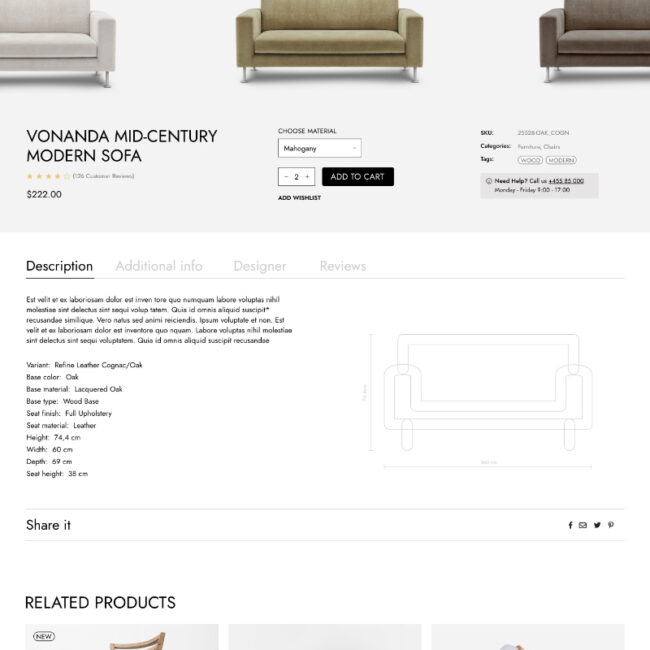 VONANDA MID-CENTURY
MODERN SOFA
(126 Customer Reviews)
$222.00
CHOOSE MATERIAL
Mahogany
− 2 +
ADD TO CART
ADD WISHLIST
SKU: 25528-OAK_COGN
Categories: Furniture, Chairs
Tags: WOOD MODERN
Need Help? Call us +455 85 000
Monday - Friday 9:00 - 17:00
Description Additional info Designer Reviews
Est velit et ex laboriosam dolor est inven tore quo numquam labore voluptas nihil
molestiae sint delectus sint sequi volup tatem. Quia id omnis aliquid suscipit*
recusandae similique. Vero natus sed animi reiciendis. Ipsum voluptate et non. Est
velit et ex laboriosam dolor est inventore quo nquam. Labore voluptas nihil molestiae
sint delectus sint sequi voluptatem. Quia id omnis aliquid suscipit recusandae
Variant: Refine Leather Cognac/Oak
Base color: Oak
Base material: Lacquered Oak
Base type: Wood Base
Seat finish: Full Upholstery
Seat material: Leather
Height: 74,4 cm
Width: 60 cm
Depth: 69 cm
Seat height: 38 cm
Share it
RELATED PRODUCTS
NEW